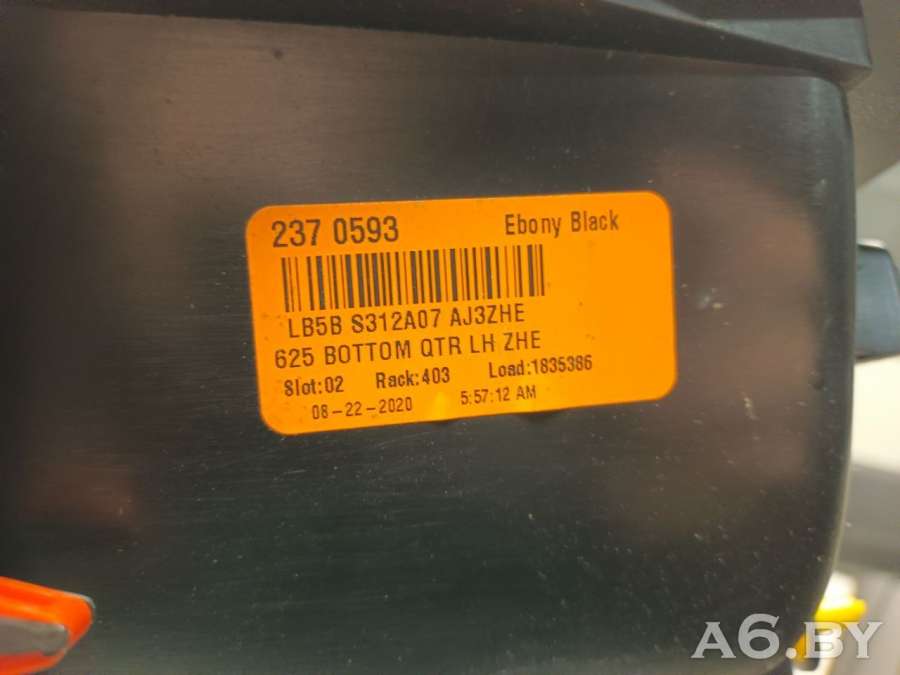 237 0593 Ebony Black
LB5B S312A07 AJ3ZHE
625 BOTTOM QTR LH ZHE
Slot:02 Rack:403 Load:1835386
08-22-2020 5:57:12 AM
A6.BY